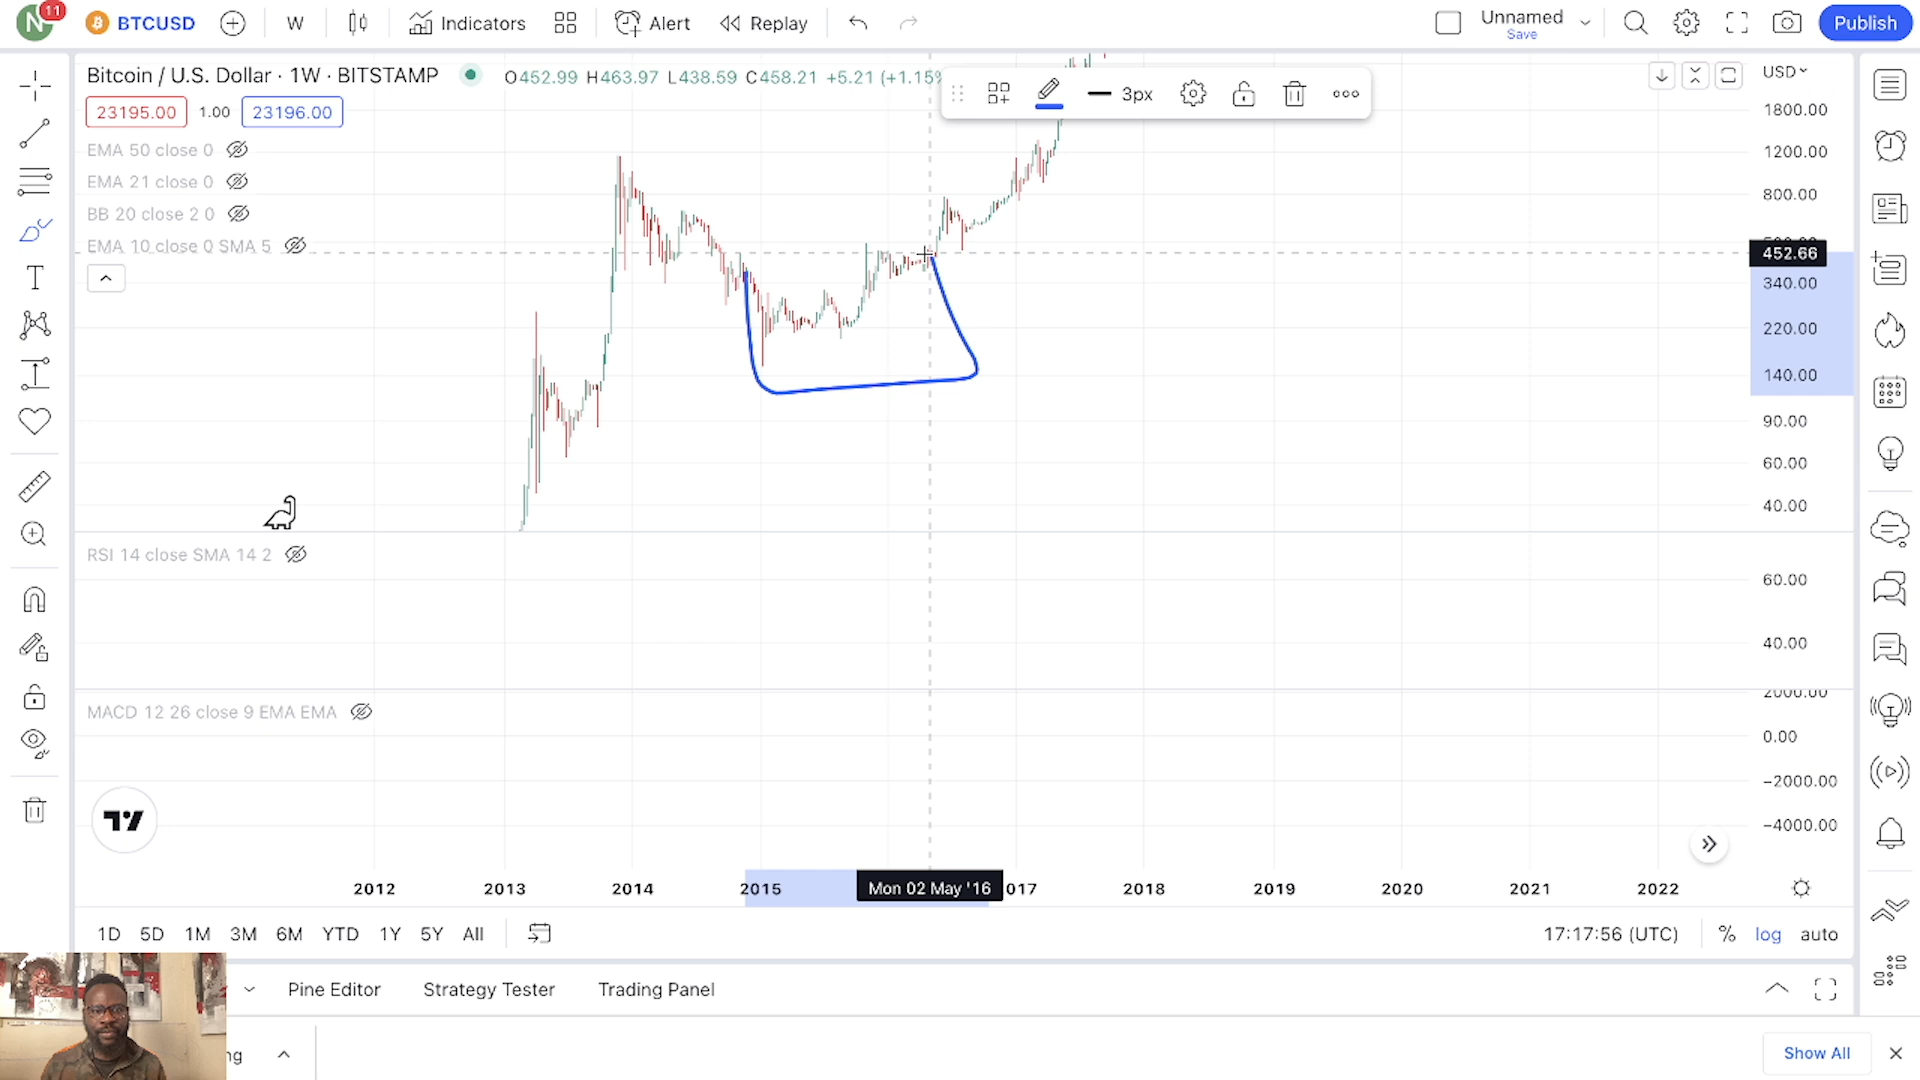 N 11 BTCUSD W Indicators Alert Replay Unnamed Save Publish
Bitcoin / U.S. Dollar · 1W · BITSTAMP O452.99 H463.97 L438.59 C458.21 +5.21 (+1.15% 3px USD
23195.00 1.00 23196.00
EMA 50 close 0
EMA 21 close 0
BB 20 close 2 0
EMA 10 close 0 SMA 5
1800.00
1200.00
800.00
452.66
340.00
220.00
140.00
90.00
60.00
40.00
RSI 14 close SMA 14 2
60.00
40.00
MACD 12 26 close 9 EMA EMA
2000.00
0.00
−2000.00
−4000.00
2012 2013 2014 2015 Mon 02 May '16 017 2018 2019 2020 2021 2022
1D 5D 1M 3M 6M YTD 1Y 5Y All 17:17:56 (UTC) % log auto
Pine Editor Strategy Tester Trading Panel
ng Show All